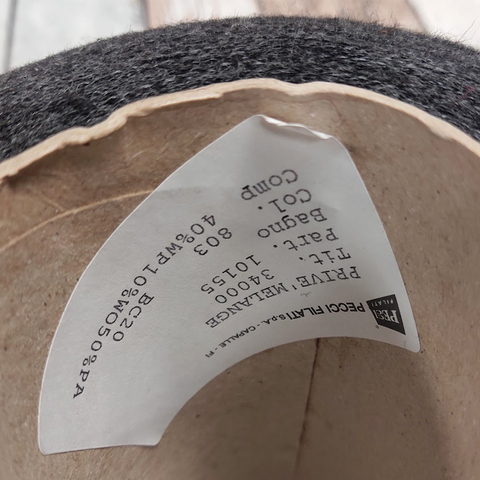 FILATI
PECCI FILATI S.p.A. - CAPALLE - FI
PRIVE' MELANGE
Tit. 34000
Part. 10155
Bagno
Col. 803 BC20
Comp 40%WP10%WO50%PA